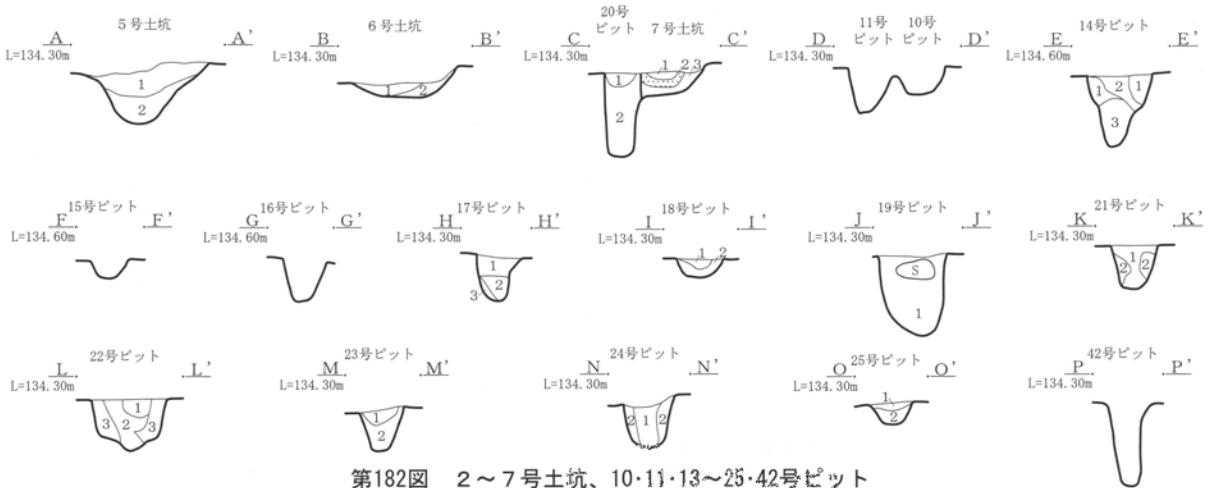 5号土坑
A A'
L=134.30m
1
2
6号土坑
B B'
L=134.30m
2
20号
ピット 7号土坑
C C'
L=134.30m
1 1 2 3
2
11号 10号
ピット ピット
D D'
L=134.30m
14号ピット
E E'
L=134.60m
1 2 1
3
15号ピット
F F'
L=134.60m
16号ピット
G G'
L=134.60m
17号ピット
H H'
L=134.30m
1
2
3
18号ピット
I I'
L=134.30m
1 2
19号ピット
J J'
L=134.30m
S
1
21号ピット
K K'
L=134.30m
2 1 2
22号ピット
L L'
L=134.30m
1
3 2 3
23号ピット
M M'
L=134.30m
1
2
24号ピット
N N'
L=134.30m
2 1 2
25号ピット
O O'
L=134.30m
1
2
42号ピット
P P'
L=134.30m
第182図 2～7号土坑、10・11・13～25・42号ピット